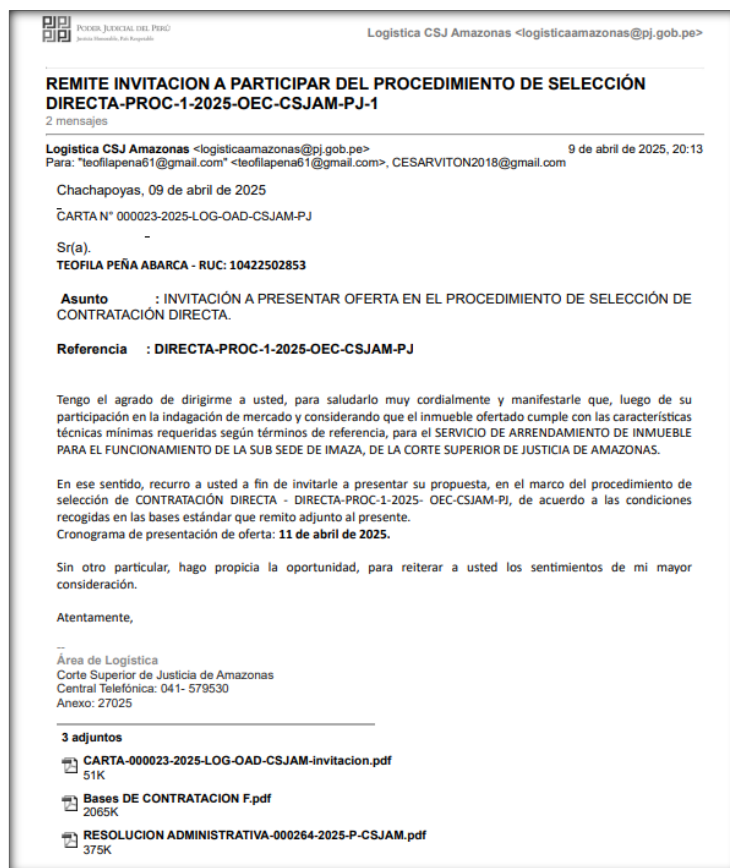 PODER JUDICIAL DEL PERÚ
Justicia Honorable, País Respetable
Logistica CSJ Amazonas <logisticaamazonas@pj.gob.pe>
REMITE INVITACION A PARTICIPAR DEL PROCEDIMIENTO DE SELECCIÓN
DIRECTA-PROC-1-2025-OEC-CSJAM-PJ-1
2 mensajes
Logistica CSJ Amazonas <logisticaamazonas@pj.gob.pe> 9 de abril de 2025, 20:13
Para: "teofilapena61@gmail.com" <teofilapena61@gmail.com>, CESARVITON2018@gmail.com
Chachapoyas, 09 de abril de 2025
CARTA N° 000023-2025-LOG-OAD-CSJAM-PJ
Sr(a).
TEOFILA PEÑA ABARCA - RUC: 10422502853
Asunto : INVITACIÓN A PRESENTAR OFERTA EN EL PROCEDIMIENTO DE SELECCIÓN DE
CONTRATACIÓN DIRECTA.
Referencia : DIRECTA-PROC-1-2025-OEC-CSJAM-PJ
Tengo el agrado de dirigirme a usted, para saludarlo muy cordialmente y manifestarle que, luego de su
participación en la indagación de mercado y considerando que el inmueble ofertado cumple con las características
técnicas mínimas requeridas según términos de referencia, para el SERVICIO DE ARRENDAMIENTO DE INMUEBLE
PARA EL FUNCIONAMIENTO DE LA SUB SEDE DE IMAZA, DE LA CORTE SUPERIOR DE JUSTICIA DE AMAZONAS.
En ese sentido, recurro a usted a fin de invitarle a presentar su propuesta, en el marco del procedimiento de
selección de CONTRATACIÓN DIRECTA - DIRECTA-PROC-1-2025- OEC-CSJAM-PJ, de acuerdo a las condiciones
recogidas en las bases estándar que remito adjunto al presente.
Cronograma de presentación de oferta: 11 de abril de 2025.
Sin otro particular, hago propicia la oportunidad, para reiterar a usted los sentimientos de mi mayor
consideración.
Atentamente,
--
Área de Logística
Corte Superior de Justicia de Amazonas
Central Telefónica: 041- 579530
Anexo: 27025
3 adjuntos
CARTA-000023-2025-LOG-OAD-CSJAM-invitacion.pdf
51K
Bases DE CONTRATACION F.pdf
2065K
RESOLUCION ADMINISTRATIVA-000264-2025-P-CSJAM.pdf
375K